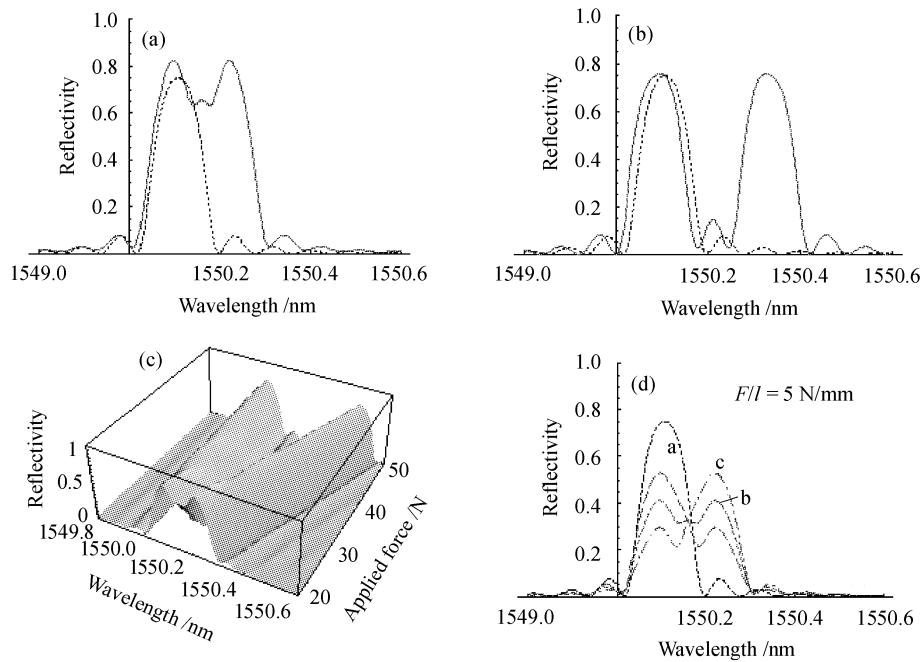 (a)
1.0
0.8
0.6
0.4
0.2
Reflectivity
1549.0
1550.2
1550.4
1550.6
Wavelength /nm
(b)
1.0
0.8
0.6
0.4
0.2
Reflectivity
1549.0
1550.2
1550.4
1550.6
Wavelength /nm
(c)
Reflectivity
1
0.5
0
1549.8
1550.0
1550.2
1550.4
1550.6
Wavelength /nm
20
30
40
50
Applied force /N
(d)
F/l = 5 N/mm
1.0
0.8
0.6
0.4
0.2
Reflectivity
a
c
b
1549.0
1550.2
1550.4
1550.6
Wavelength /nm